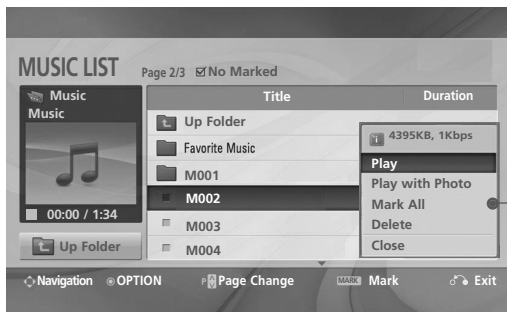 MUSIC LIST Page 2/3 No Marked
Music
Music
00:00 / 1:34
Up Folder
Title Duration
Up Folder
Favorite Music
M001
M002
M003
M004
4395KB, 1Kbps
Play
Play with Photo
Mark All
Delete
Close
Navigation OPTION P Page Change MARK Mark Exit